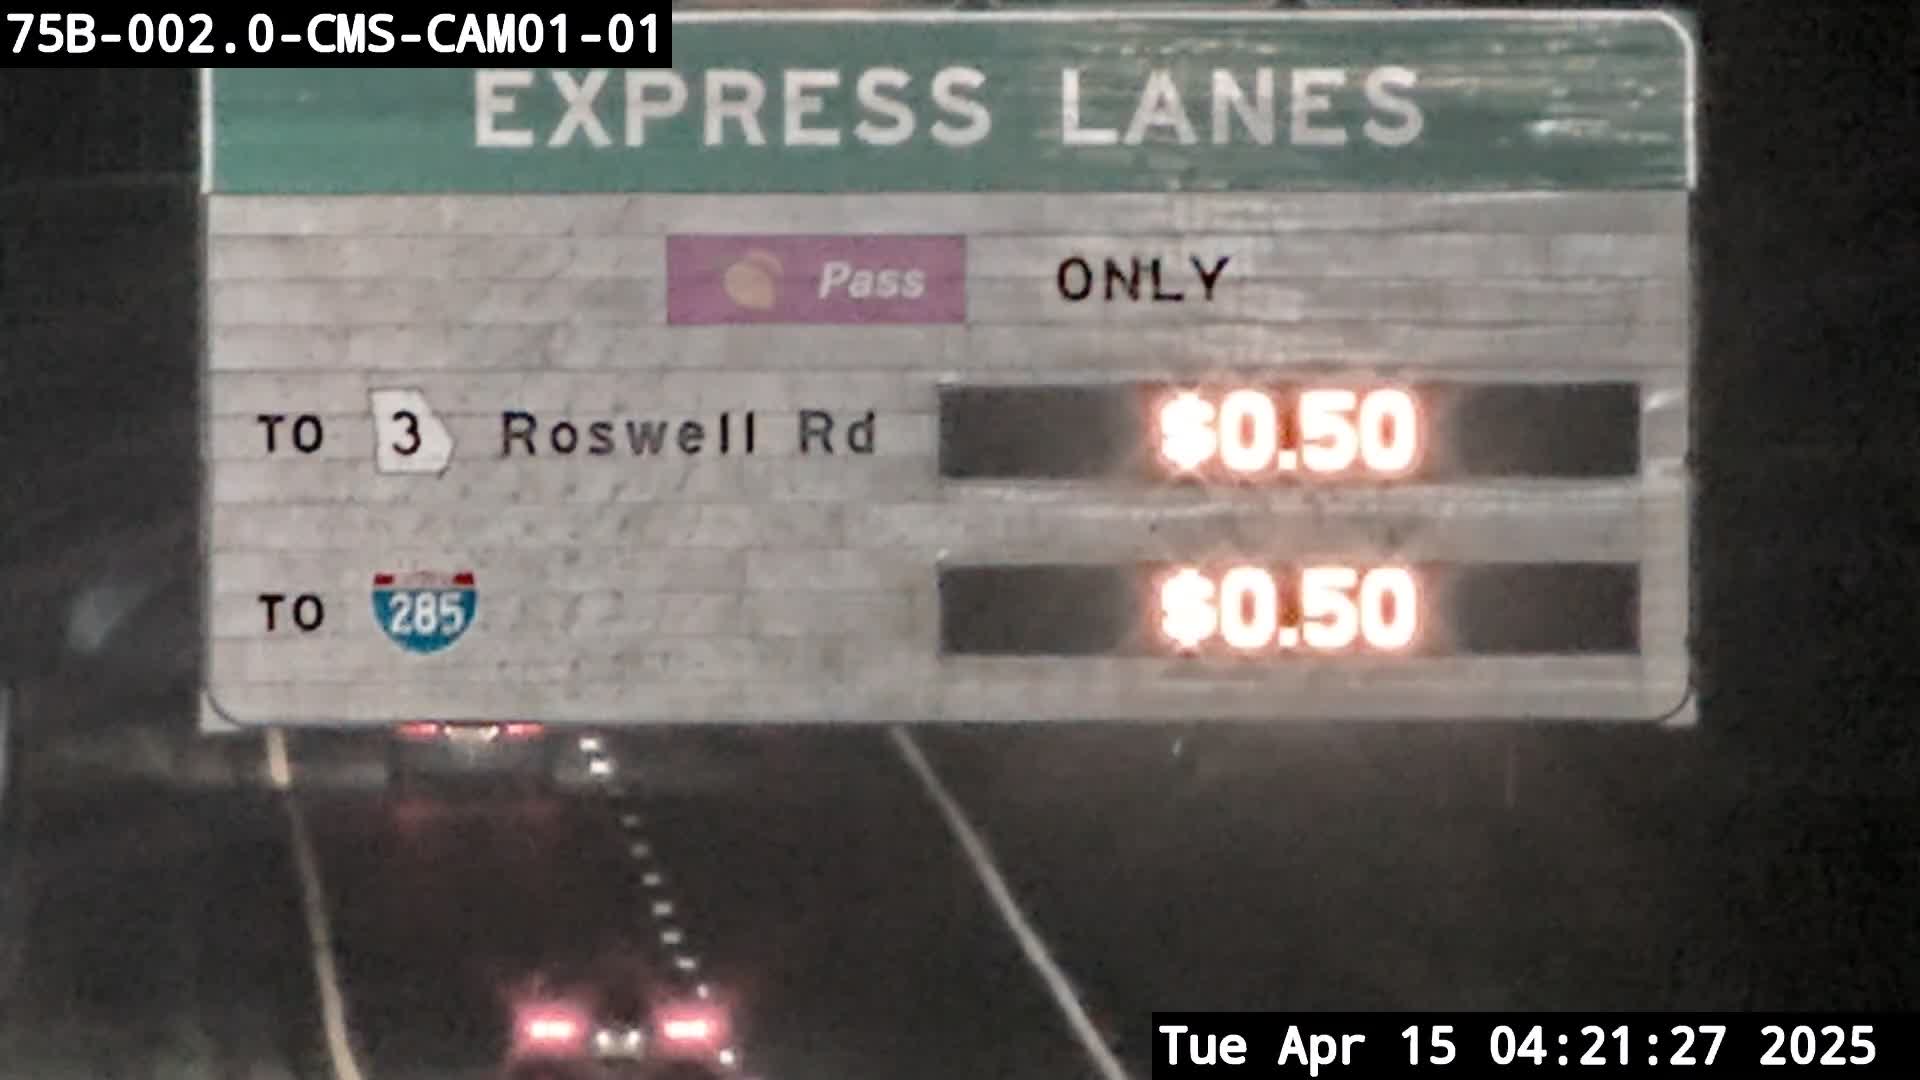 75B-002.0-CMS-CAM01-01
EXPRESS LANES
Pass ONLY
TO 3 Roswell Rd $0.50
TO 285 $0.50
Tue Apr 15 04:21:27 2025